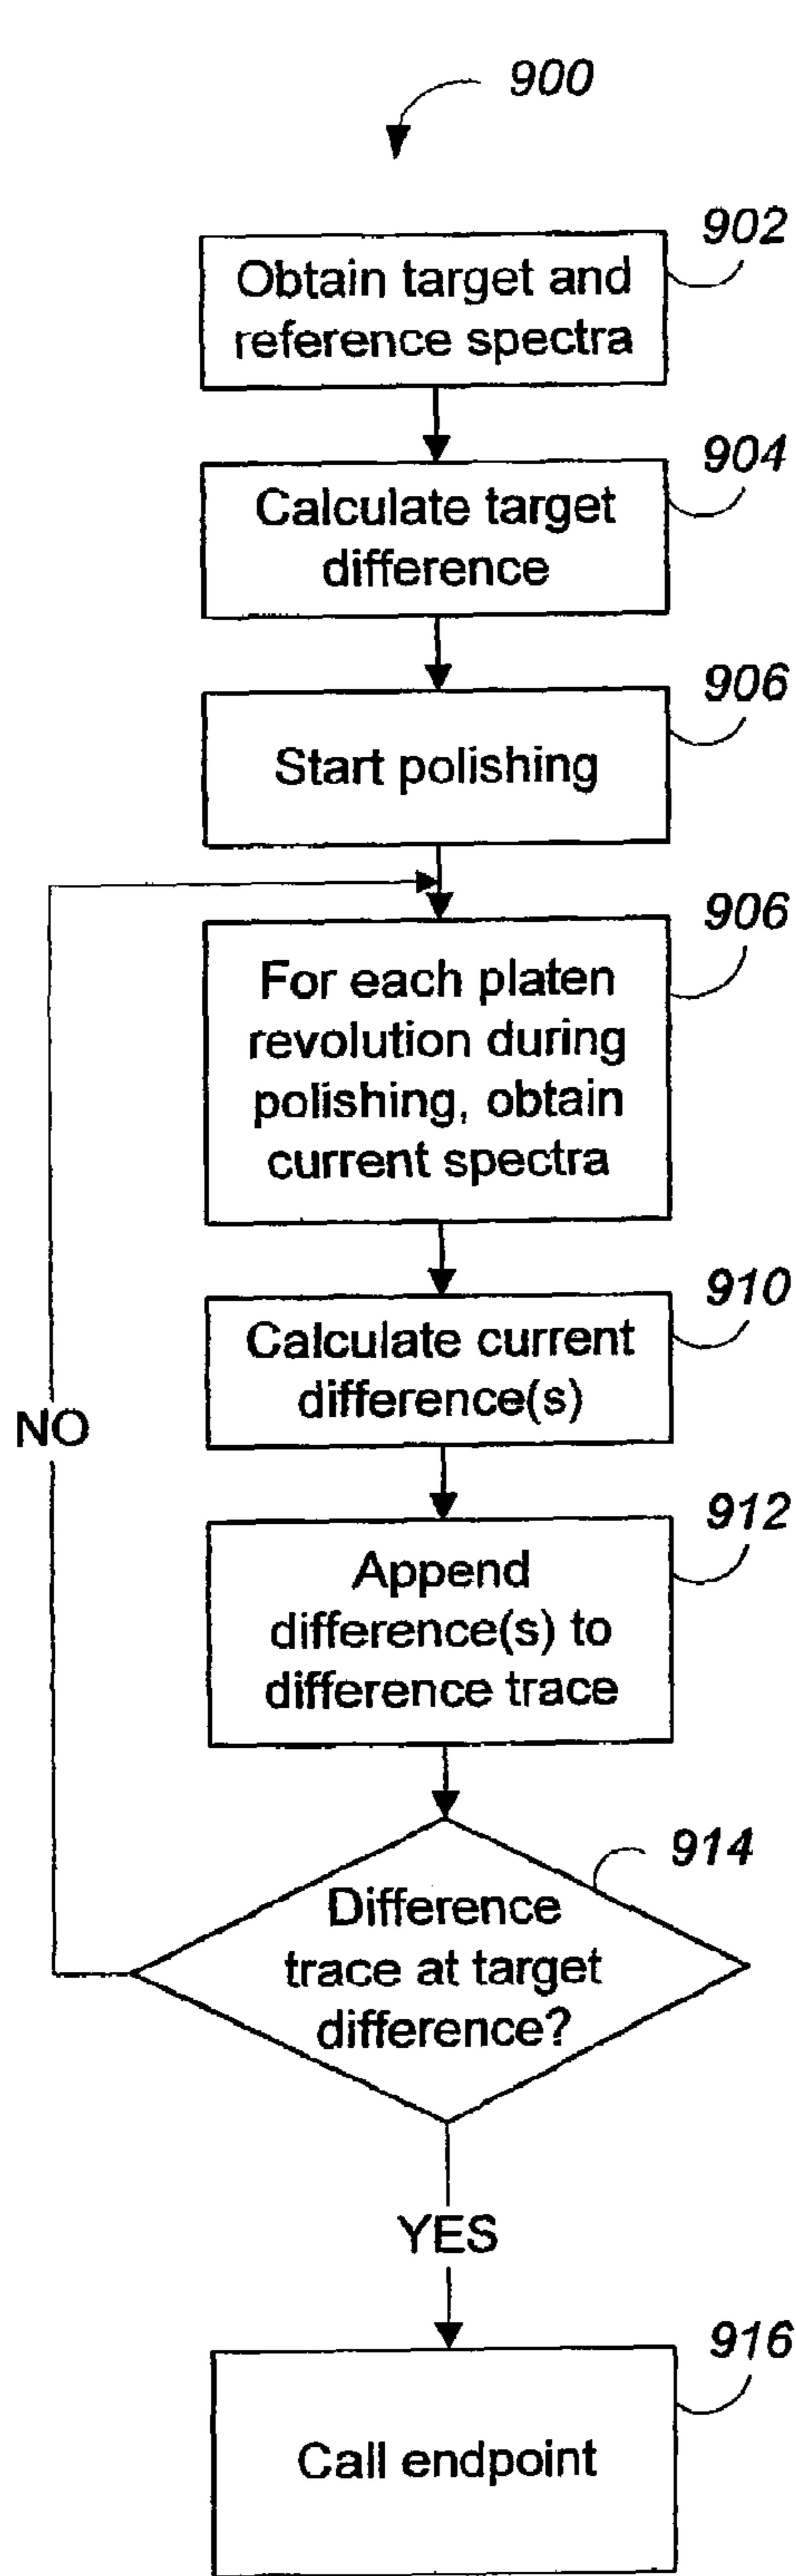 900
902
Obtain target and
reference spectra
904
Calculate target
difference
906
Start polishing
906
For each platen
revolution during
polishing, obtain
current spectra
910
Calculate current
difference(s)
NO
912
Append
difference(s) to
difference trace
914
Difference
trace at target
difference?
YES
916
Call endpoint